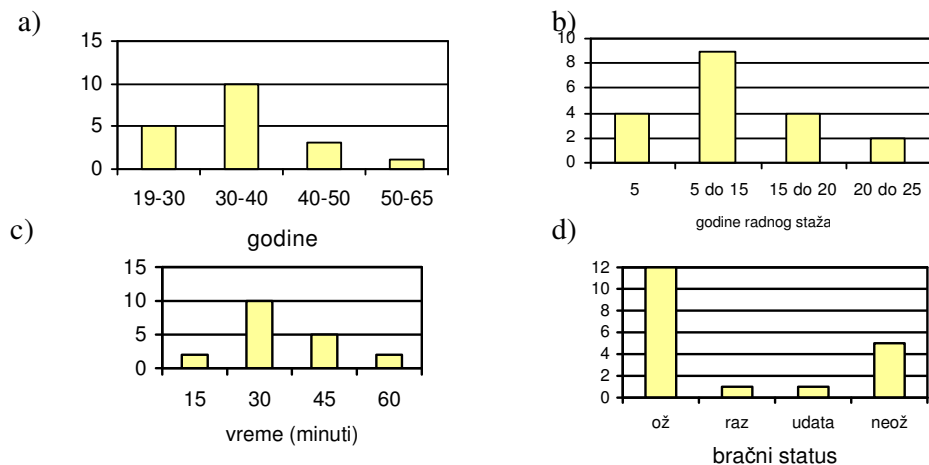 a)
15
10
5
0
19-30 30-40 40-50 50-65
godine
b)
10
8
6
4
2
0
5 5 do 15 15 do 20 20 do 25
godine radnog staža
c)
15
10
5
0
15 30 45 60
vreme (minuti)
d)
12
10
8
6
4
2
0
ož raz udata neož
bračni status